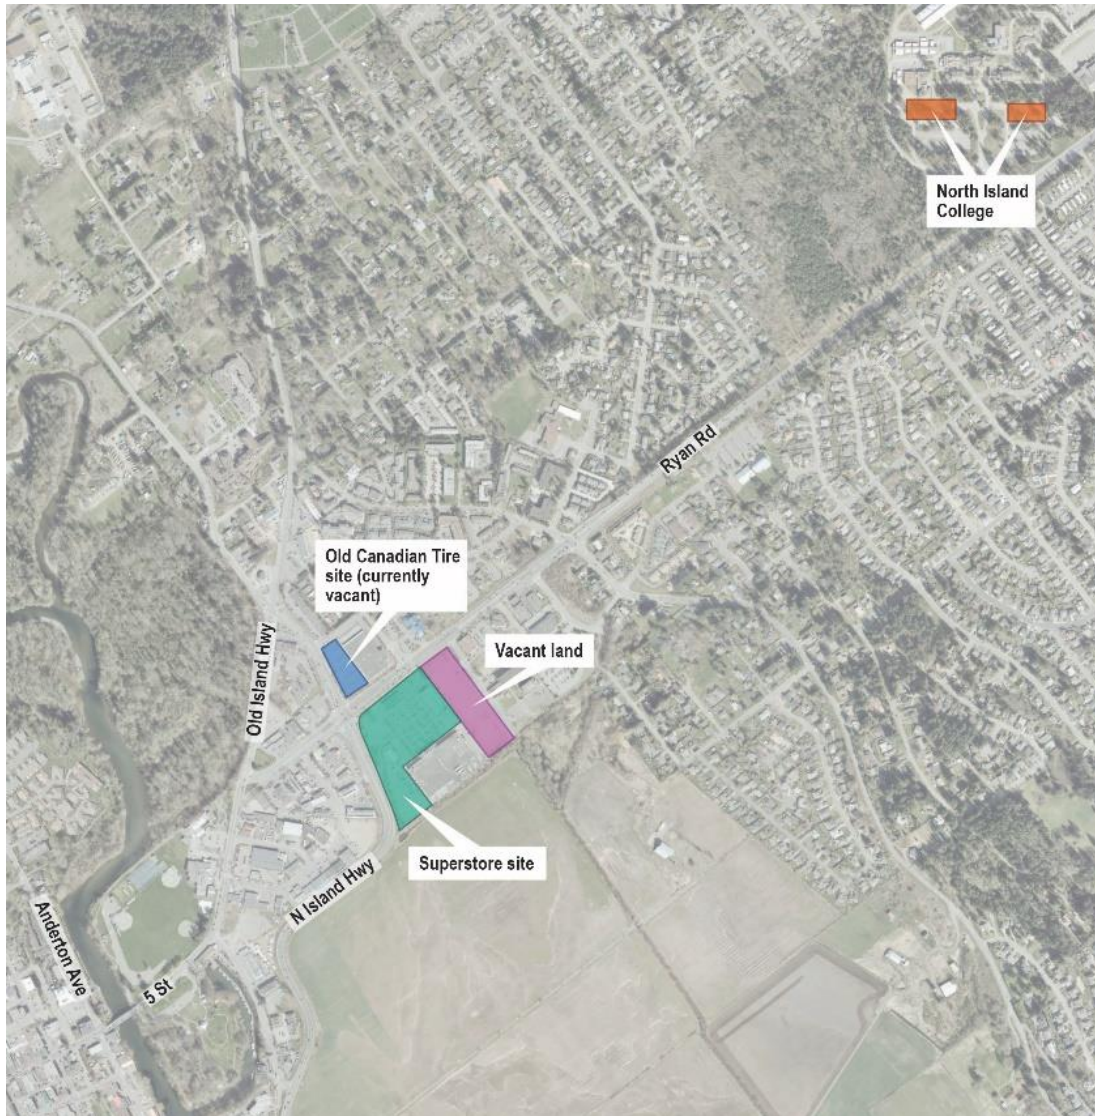 North Island
College
Ryan Rd
Old Canadian Tire
site (currently
vacant)
Vacant land
Old Island Hwy
Superstore site
N Island Hwy
Anderton Ave
5 St